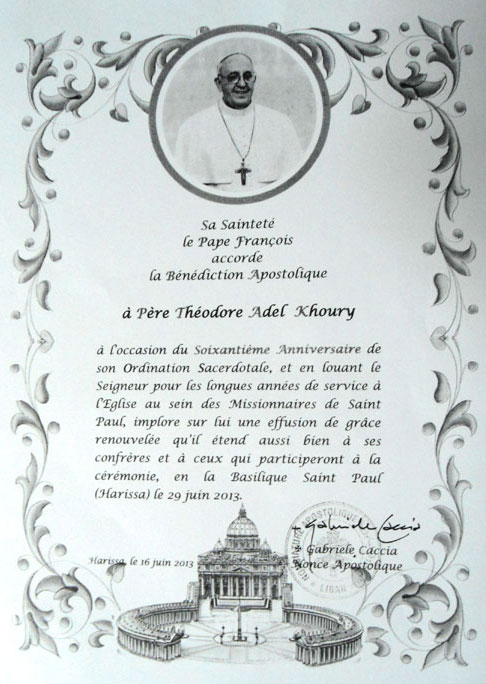 Sa Sainteté
le Pape François
accorde
la Bénédiction Apostolique
à Père Théodore Adel Khoury
à l'occasion du Soixantième Anniversaire de
son Ordination Sacerdotale, et en louant le
Seigneur pour les longues années de service à
l'Eglise au sein des Missionnaires de Saint
Paul, implore sur lui une effusion de grâce
renouvelée qu'il étend aussi bien à ses
confrères et à ceux qui participeront à la
cérémonie, en la Basilique Saint Paul
(Harissa) le 29 juin 2013.
Gabriele Caccia
+ Gabriele Caccia
Nonce Apostolique
Harissa, le 16 juin 2013
APOSTOLIQUE
LIBAN